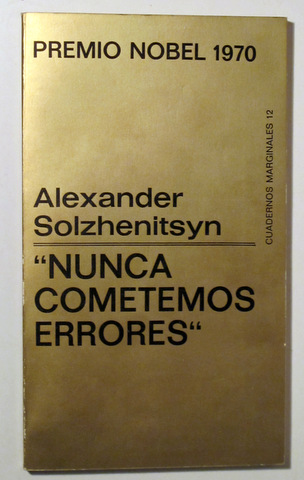 PREMIO NOBEL 1970
CUADERNOS MARGINALES 12
Alexander
Solzhenitsyn
“NUNCA
COMETEMOS
ERRORES“